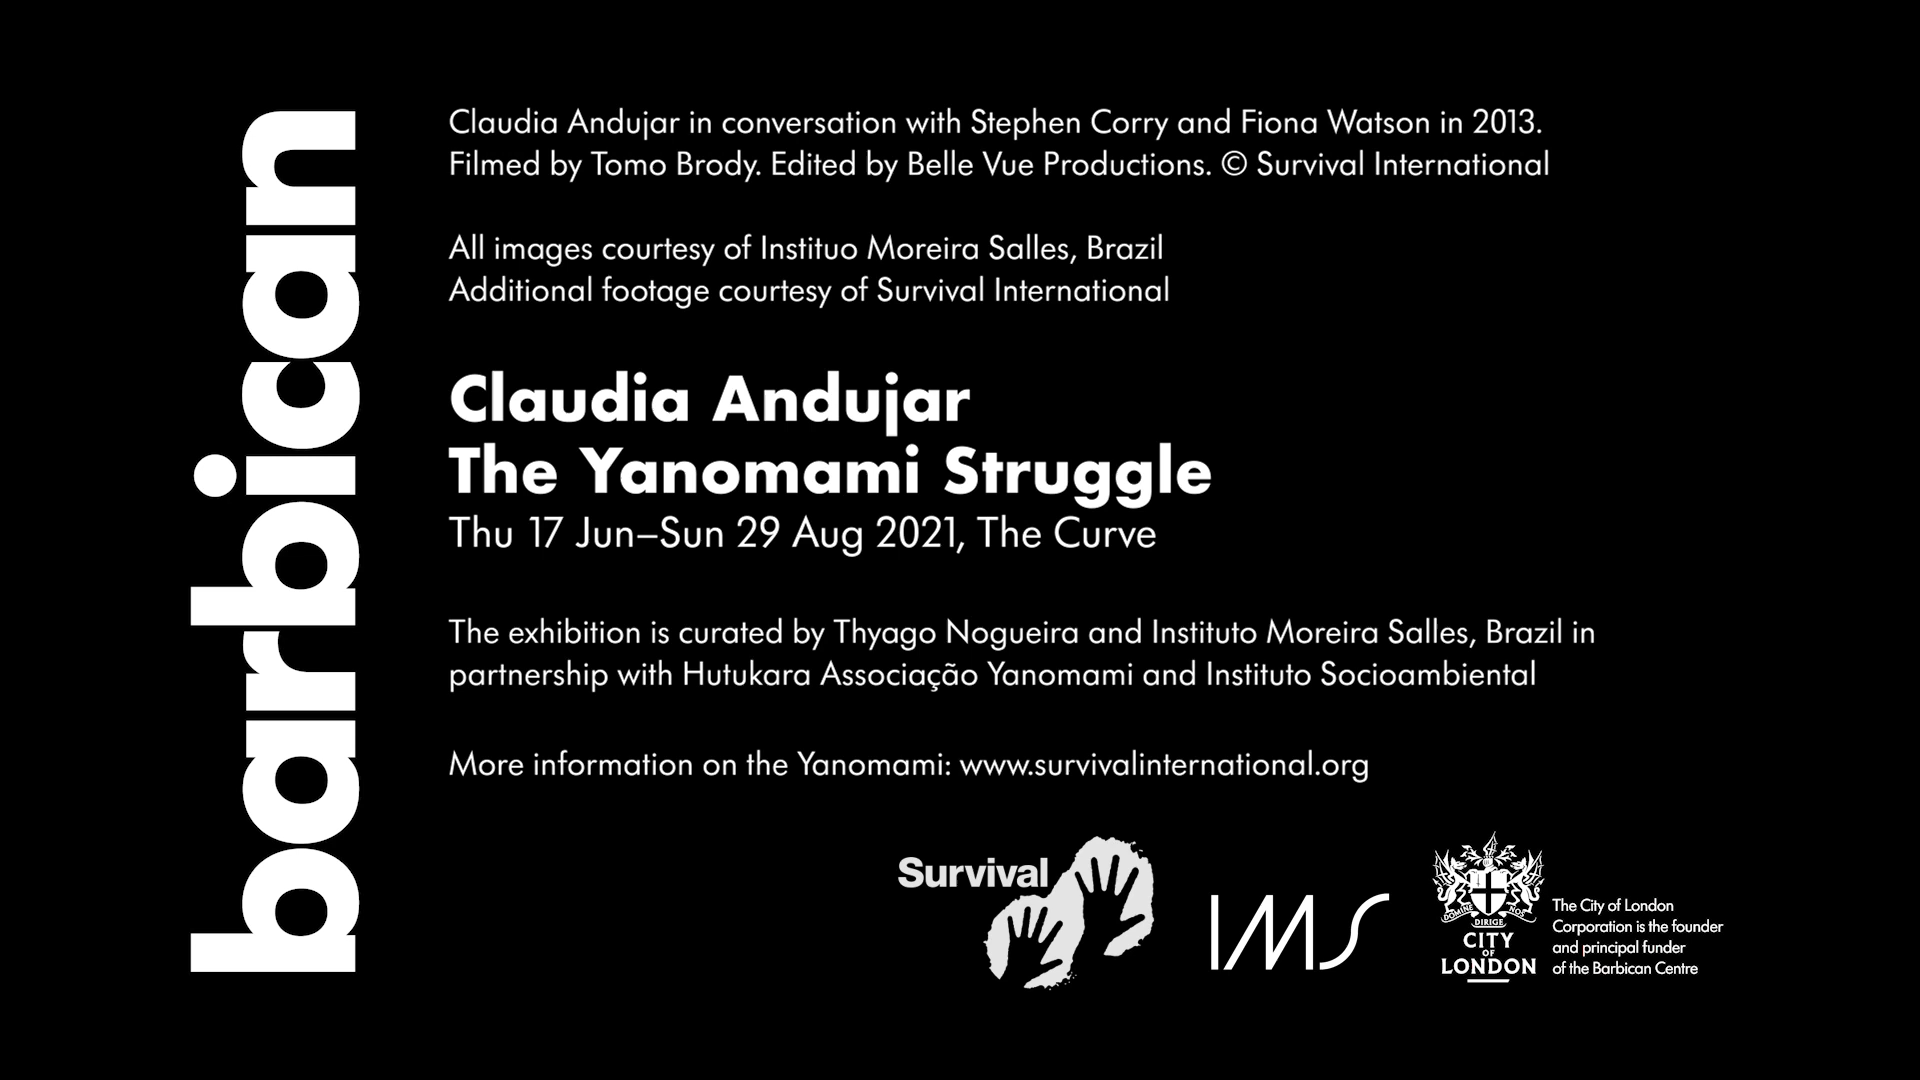 barbican
Claudia Andujar in conversation with Stephen Corry and Fiona Watson in 2013.
Filmed by Tomo Brody. Edited by Belle Vue Productions. © Survival International
All images courtesy of Instituo Moreira Salles, Brazil
Additional footage courtesy of Survival International
Claudia Andujar
The Yanomami Struggle
Thu 17 Jun–Sun 29 Aug 2021, The Curve
The exhibition is curated by Thyago Nogueira and Instituto Moreira Salles, Brazil in
partnership with Hutukara Associação Yanomami and Instituto Socioambiental
More information on the Yanomami: www.survivalinternational.org
Survival
IMS
DOMINE DIRIGE NOS
CITY
OF
LONDON
The City of London
Corporation is the founder
and principal funder
of the Barbican Centre